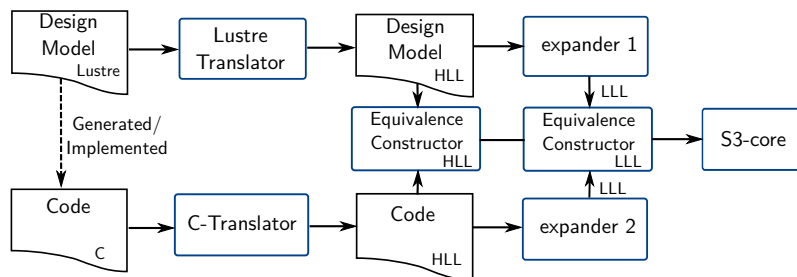 Design
Model
Lustre
Lustre
Translator
Design
Model
HLL
expander 1
LLL
Generated/
Implemented
Equivalence
Constructor
HLL
Equivalence
Constructor
LLL
S3-core
LLL
Code
C
C-Translator
Code
HLL
expander 2